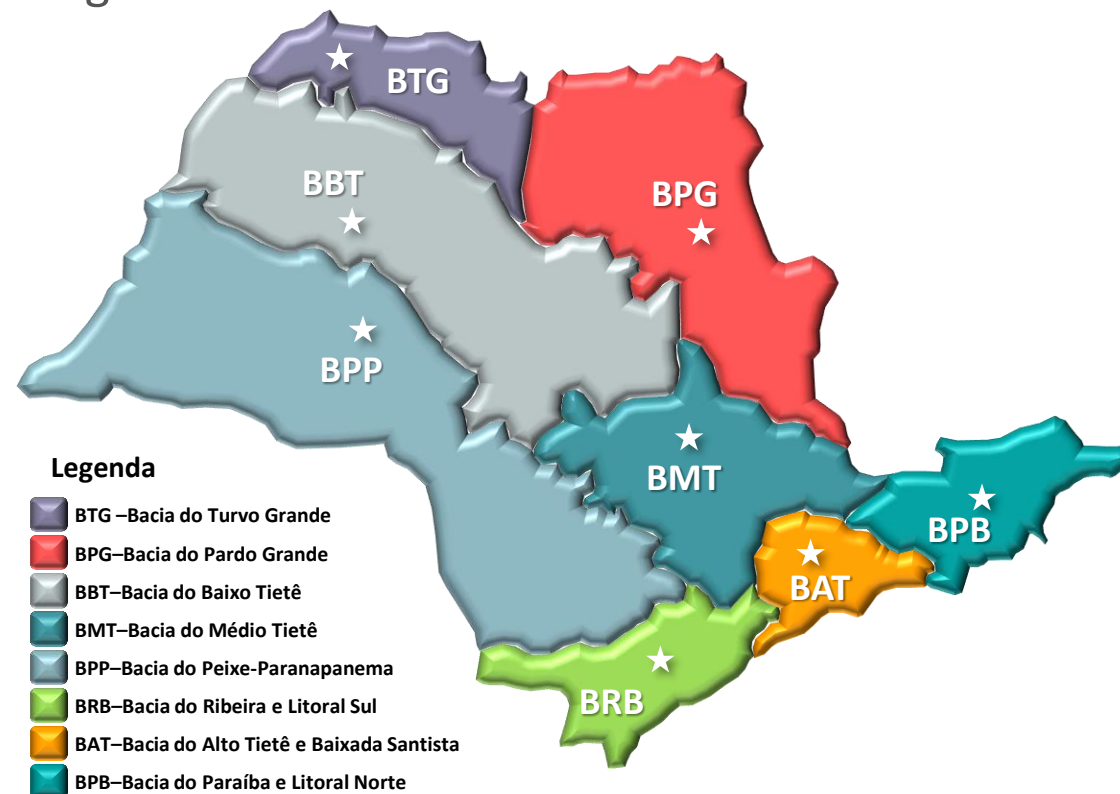 BTG
BBT
BPG
BPP
BMT
BPB
BAT
BRB
Legenda
BTG –Bacia do Turvo Grande
BPG–Bacia do Pardo Grande
BBT–Bacia do Baixo Tietê
BMT–Bacia do Médio Tietê
BPP–Bacia do Peixe-Paranapanema
BRB–Bacia do Ribeira e Litoral Sul
BAT–Bacia do Alto Tietê e Baixada Santista
BPB–Bacia do Paraíba e Litoral Norte